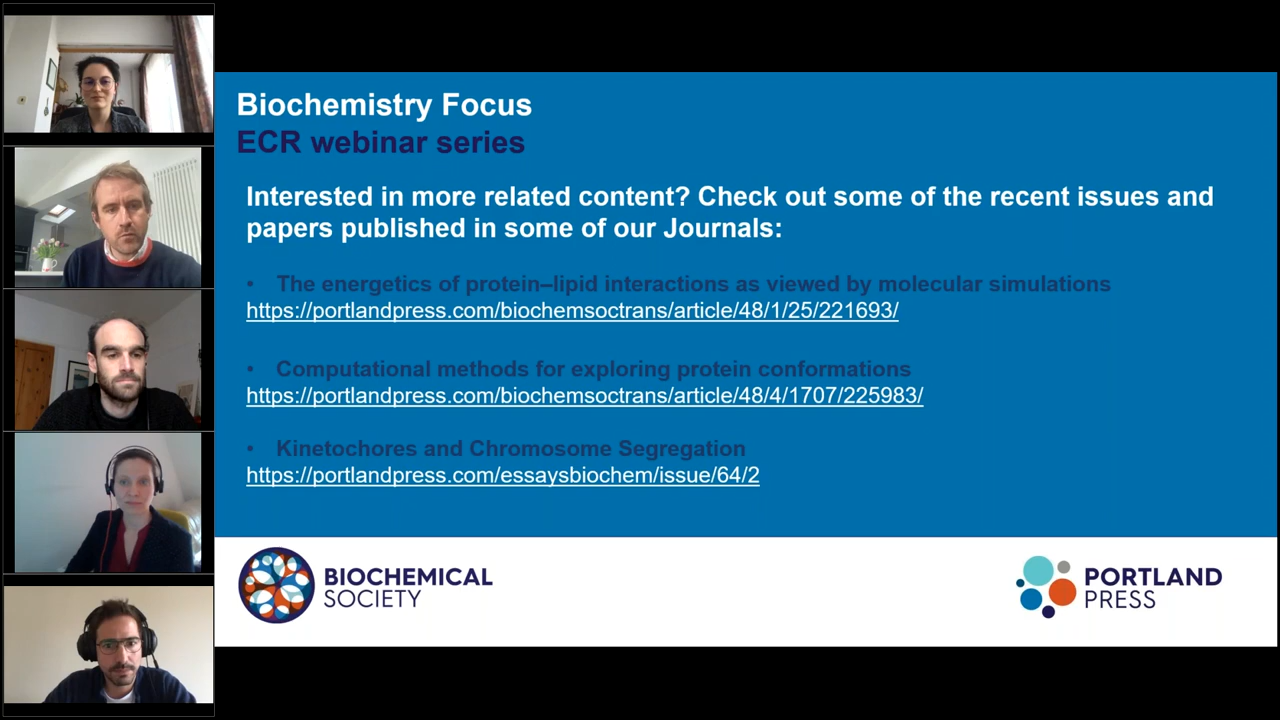 Biochemistry Focus
ECR webinar series
Interested in more related content? Check out some of the recent issues and
papers published in some of our Journals:
• The energetics of protein–lipid interactions as viewed by molecular simulations
https://portlandpress.com/biochemsoctrans/article/48/1/25/221693/
• Computational methods for exploring protein conformations
https://portlandpress.com/biochemsoctrans/article/48/4/1707/225983/
• Kinetochores and Chromosome Segregation
https://portlandpress.com/essaysbiochem/issue/64/2
BIOCHEMICAL
SOCIETY
PORTLAND
PRESS